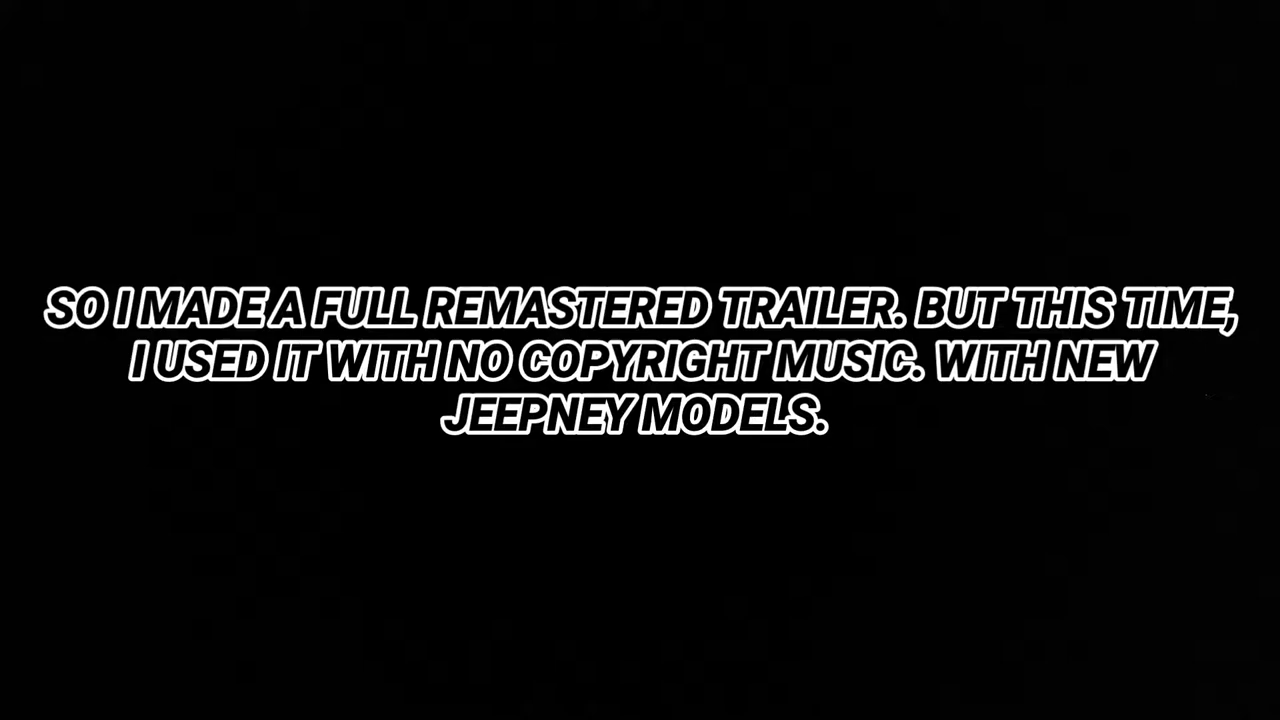 SO I MADE A FULL REMASTERED TRAILER. BUT THIS TIME,
I USED IT WITH NO COPYRIGHT MUSIC. WITH NEW
JEEPNEY MODELS.